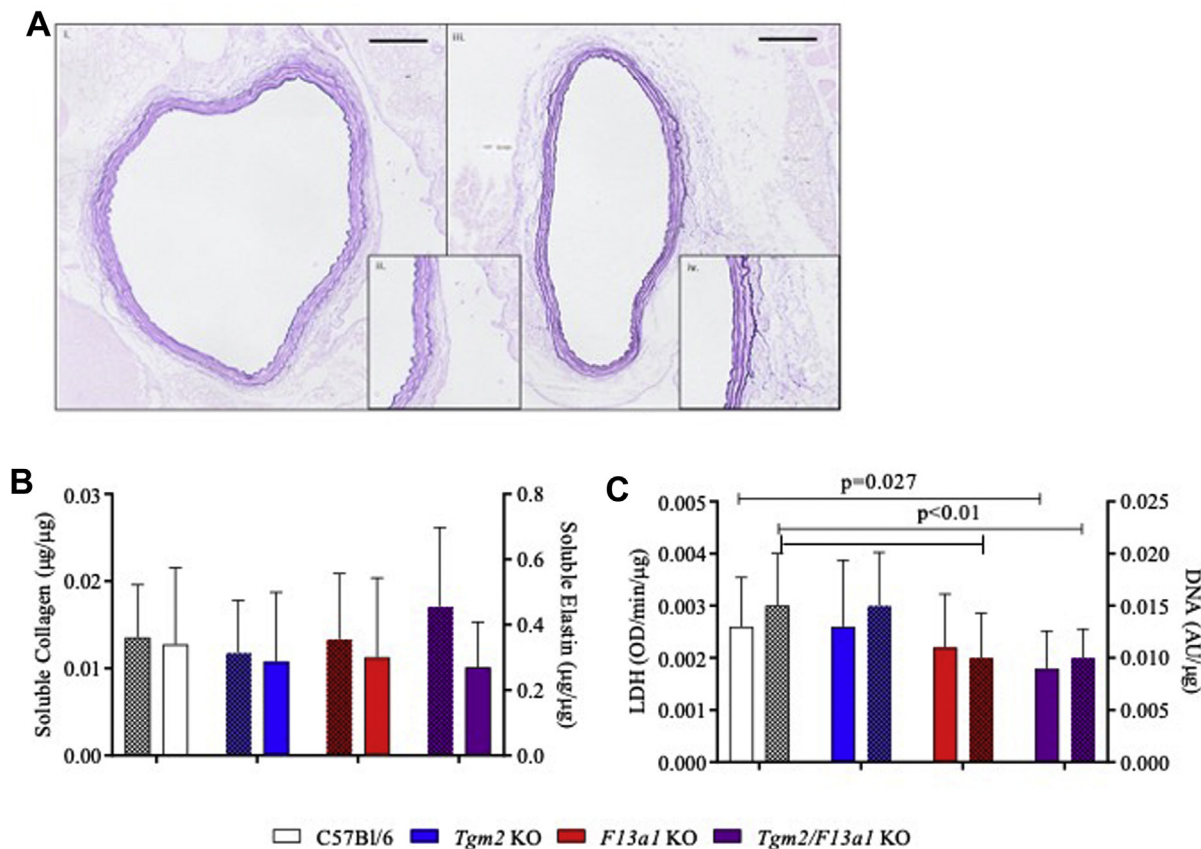 A
i.
iii.
ii.
iv.
B
0.03
0.02
0.01
0.00
Soluble Collagen (µg/µg)
0.8
0.6
0.4
0.2
0.0
Soluble Elastin (µg/µg)
C
p=0.027
p<0.01
0.005
0.004
0.003
0.002
0.001
0.000
LDH (OD/min/µg)
0.025
0.020
0.015
0.010
0.005
0.000
DNA (AU/µg)
C57Bl/6 Tgm2 KO F13a1 KO Tgm2/F13a1 KO